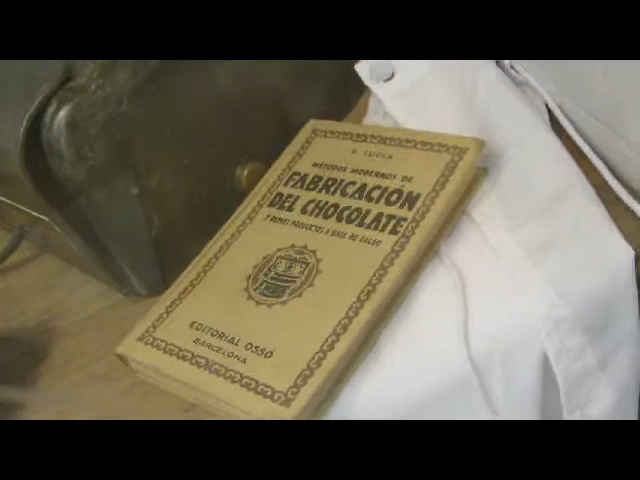 MÉTODOS MODERNOS DE
FABRICACIÓN
DEL CHOCOLATE
Y DEMÁS PRODUCTOS A BASE DE CACAO
EDITORIAL OSSÓ
BARCELONA